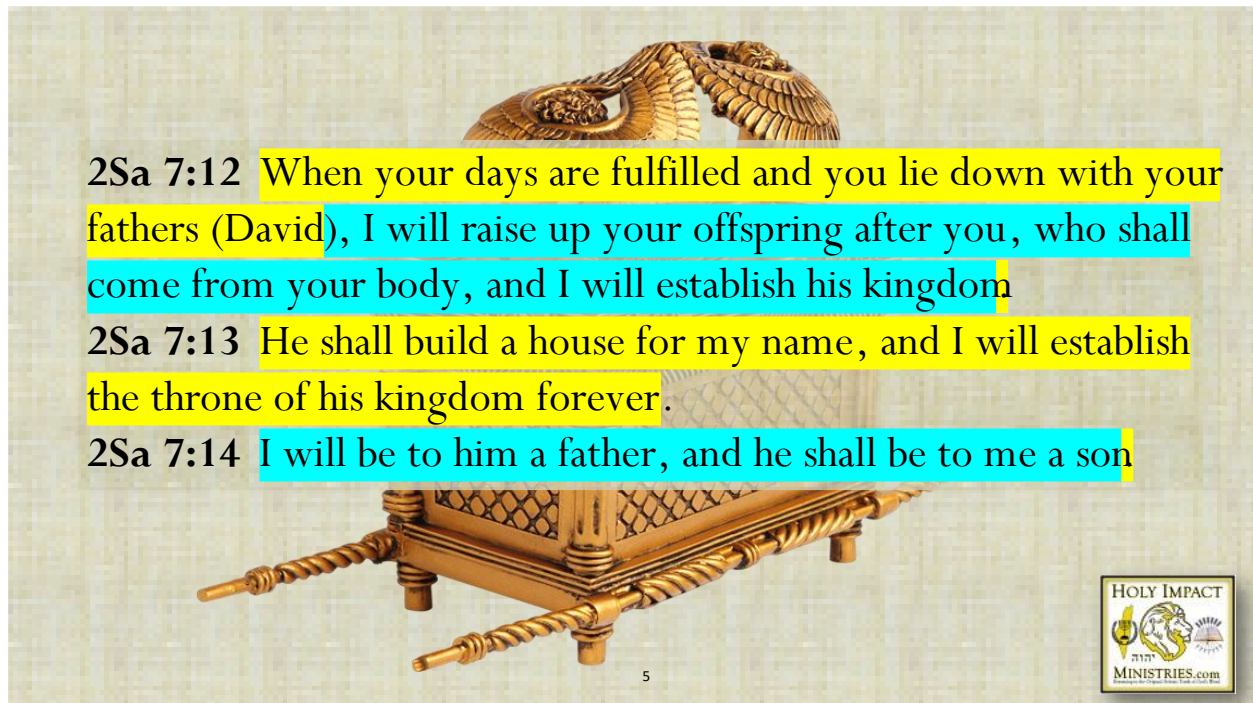 2Sa 7:12 When your days are fulfilled and you lie down with your
fathers (David), I will raise up your offspring after you, who shall
come from your body, and I will establish his kingdom.
2Sa 7:13 He shall build a house for my name, and I will establish
the throne of his kingdom forever.
2Sa 7:14 I will be to him a father, and he shall be to me a son.
5
HOLY IMPACT
יהוה
MINISTRIES.com